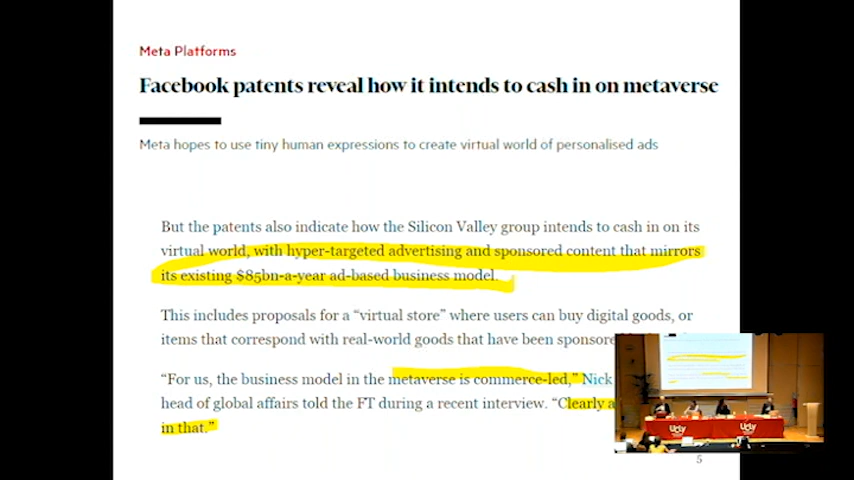 Meta Platforms
Facebook patents reveal how it intends to cash in on metaverse
Meta hopes to use tiny human expressions to create virtual world of personalised ads
But the patents also indicate how the Silicon Valley group intends to cash in on its
virtual world, with hyper-targeted advertising and sponsored content that mirrors
its existing $85bn-a-year ad-based business model.
This includes proposals for a “virtual store” where users can buy digital goods, or
items that correspond with real-world goods that have been
“For us, the business model in the metaverse is commerce-led,” Nick
head of global affairs told the FT during a recent interview. “Clearly
in that.”
5